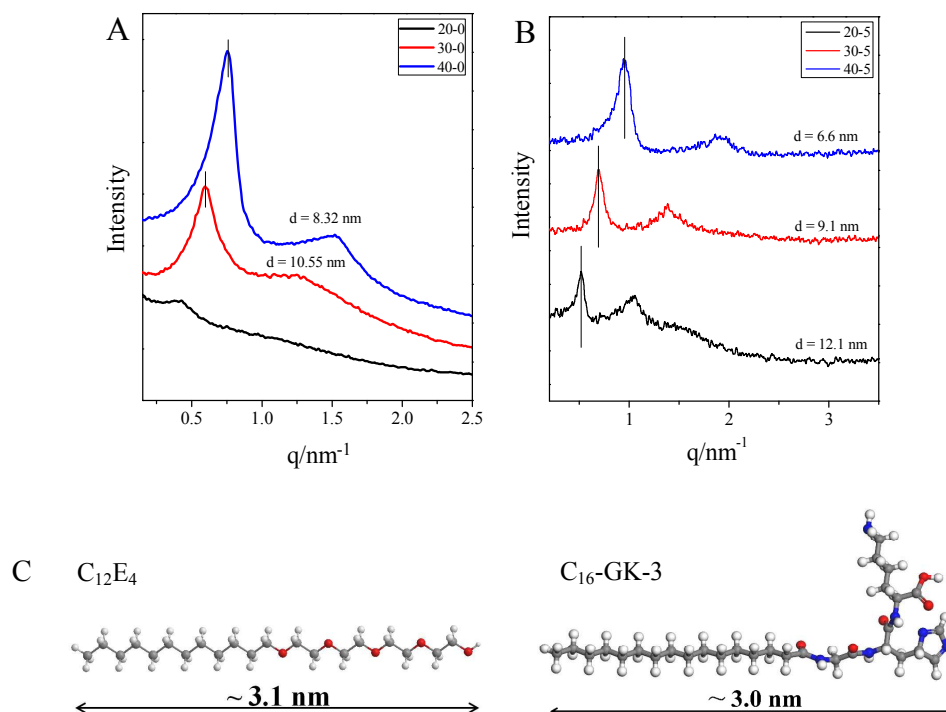 A
20-0
30-0
40-0
Intensity
d = 8.32 nm
d = 10.55 nm
0.5 1.0 1.5 2.0 2.5
q/nm⁻¹
B
20-5
30-5
40-5
Intensity
d = 6.6 nm
d = 9.1 nm
d = 12.1 nm
1 2 3
q/nm⁻¹
C
C₁₂E₄
~ 3.1 nm
C₁₆-GK-3
~ 3.0 nm